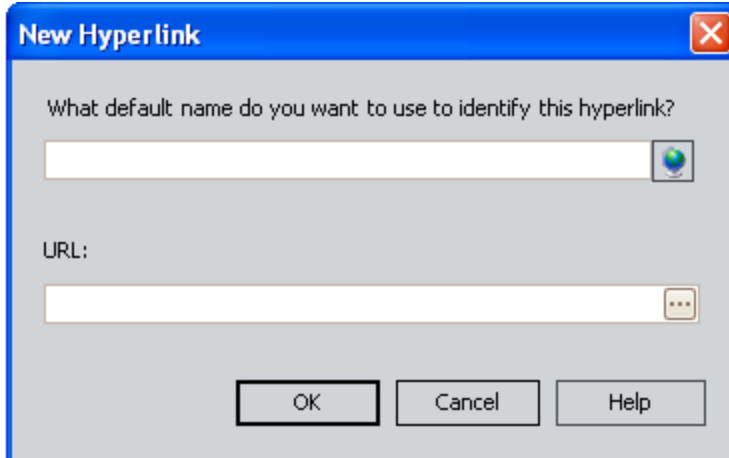 New Hyperlink
What default name do you want to use to identify this hyperlink?
URL:
...
OK Cancel Help